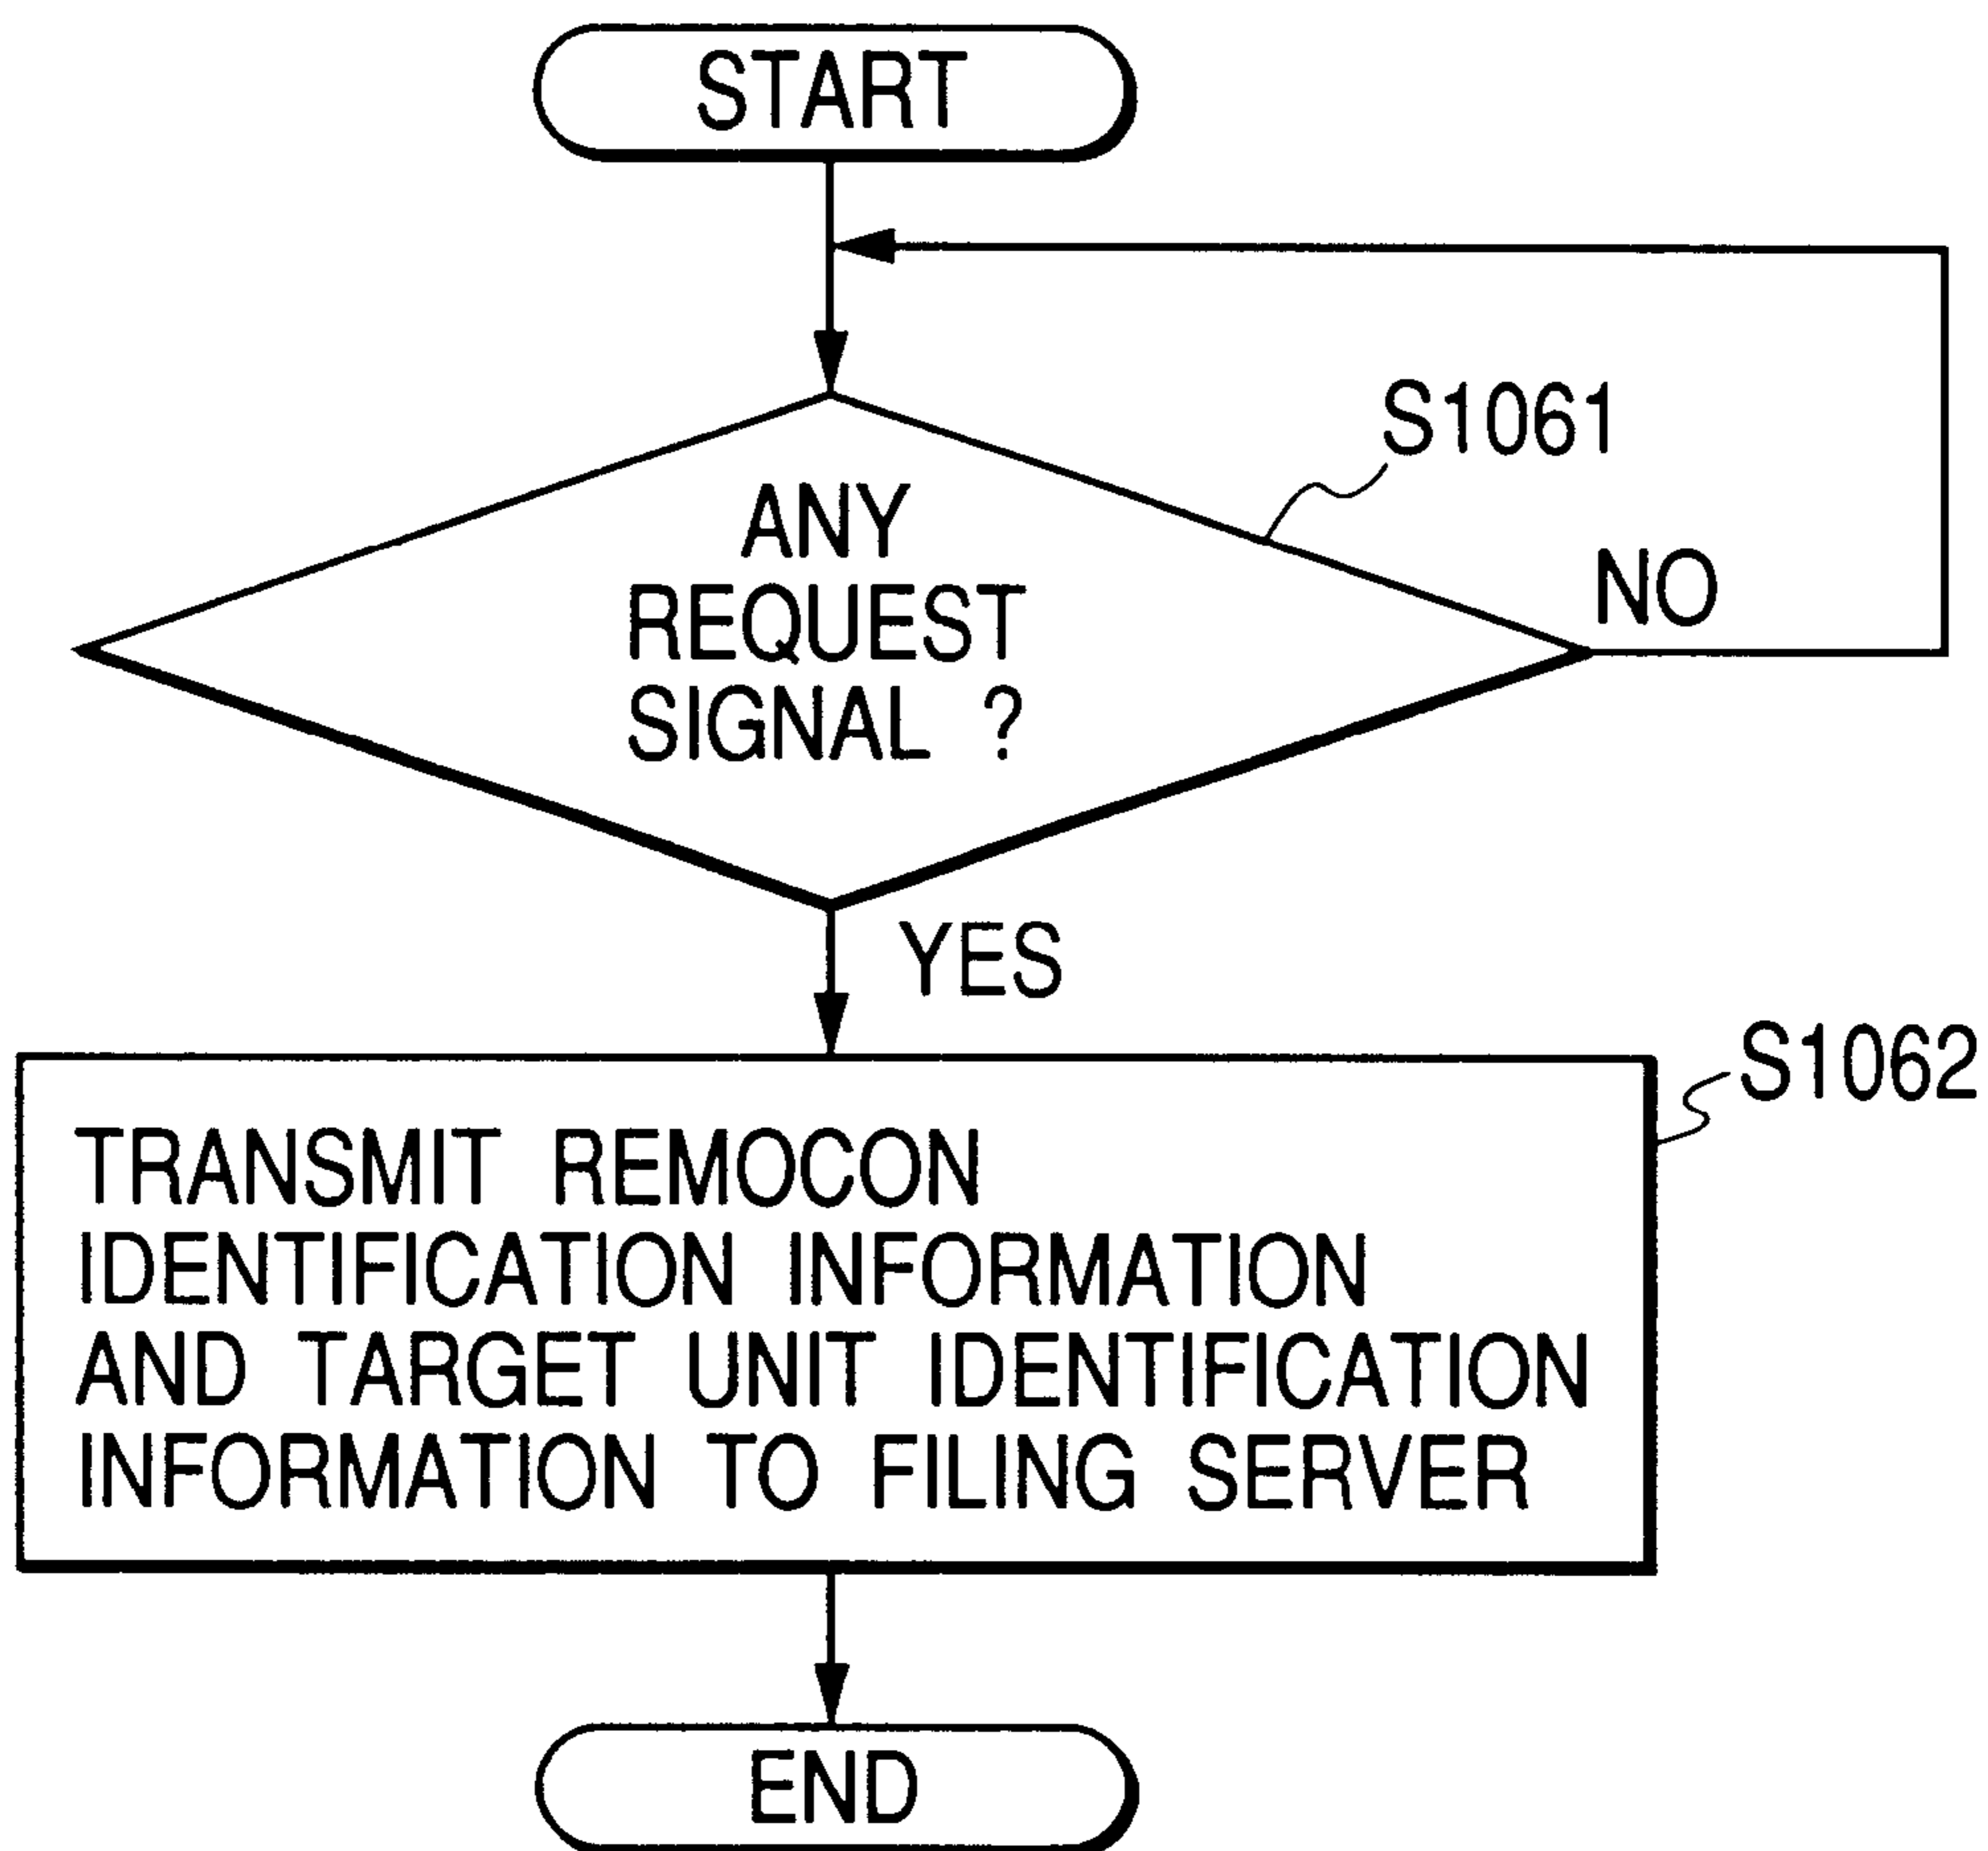 START
S1061
ANY
REQUEST
SIGNAL ?
NO
YES
S1062
TRANSMIT REMOCON
IDENTIFICATION INFORMATION
AND TARGET UNIT IDENTIFICATION
INFORMATION TO FILING SERVER
END